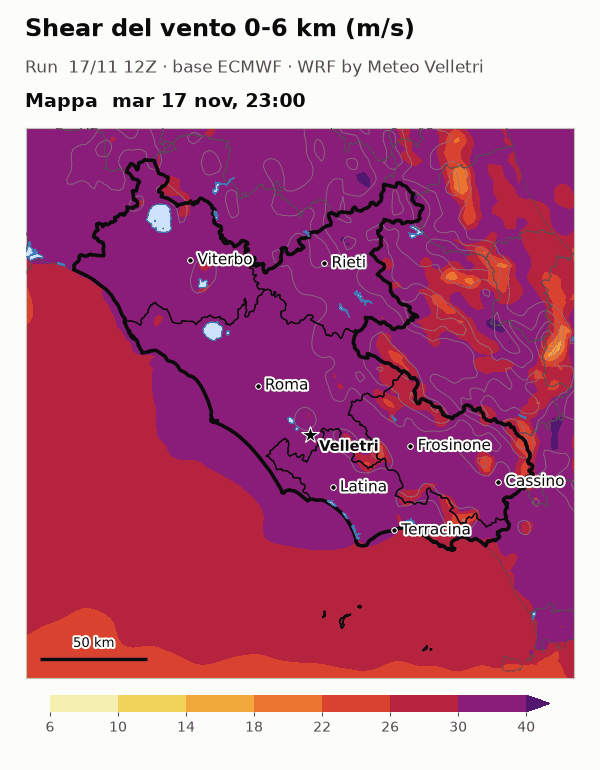 Shear del vento 0-6 km (m/s)
Run  17/11 12Z · base ECMWF · WRF by Meteo Velletri
Mappa  mar 17 nov, 23:00
Viterbo
Rieti
Roma
Velletri
Frosinone
Cassino
Latina
Terracina
50 km
6 10 14 18 22 26 30 40